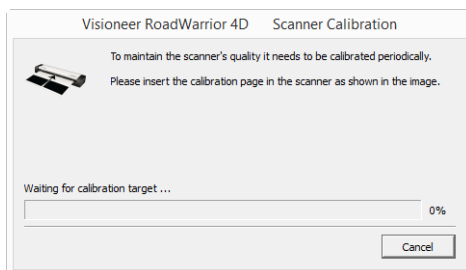 Visioneer RoadWarrior 4D Scanner Calibration
To maintain the scanner's quality it needs to be calibrated periodically.
Please insert the calibration page in the scanner as shown in the image.
Waiting for calibration target ...
0%
Cancel